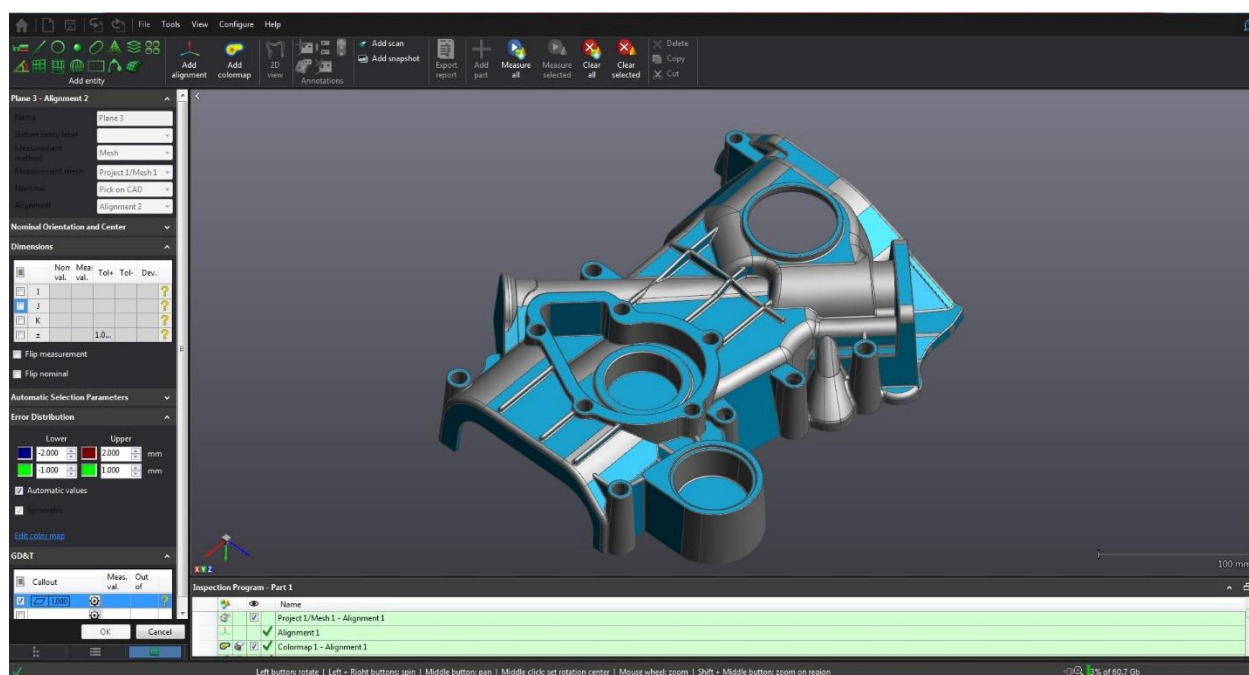 File Tools View Configure Help
Add entity
Add alignment
Add colormap
2D view
Annotations
Add scan
Add snapshot
Export report
Add part
Measure all
Measure selected
Clear all
Clear selected
Delete
Copy
Cut
Plane 3 - Alignment 2
Name Plane 3
Measurement method Mesh
Measurement mesh Project 1/Mesh 1
Nominal Pick on CAD
Alignment Alignment 2
Nominal Orientation and Center
Dimensions
Nom val. Mea: val. Tol+ Tol- Dev.
I
J
K
± 1.0...
Flip measurement
Flip nominal
Automatic Selection Parameters
Error Distribution
Lower Upper
-2.000 2.000 mm
-1.000 1.000 mm
Automatic values
Symmetric
Edit color map
GD&T
Callout Meas. val. Out of
1.000
OK Cancel
X Y Z
100 mm
Inspection Program - Part 1
Name
Project 1/Mesh 1 - Alignment 1
Alignment 1
Colormap 1 - Alignment 1
Left button: rotate | Left + Right buttons: spin | Middle button: pan | Middle click: set rotation center | Mouse wheel: zoom | Shift + Middle button: zoom on region
3% of 60.7 Gb